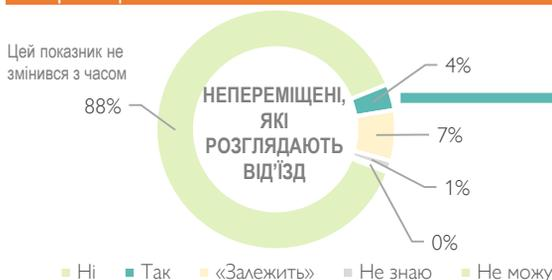 Цей показник не
змінився з часом
88%
НЕПЕРЕМІЩЕНІ,
ЯКІ
РОЗГЛЯДАЮТЬ
ВІД'ЇЗД
4%
7%
1%
0%
Ні Так «Залежить» Не знаю Не можу